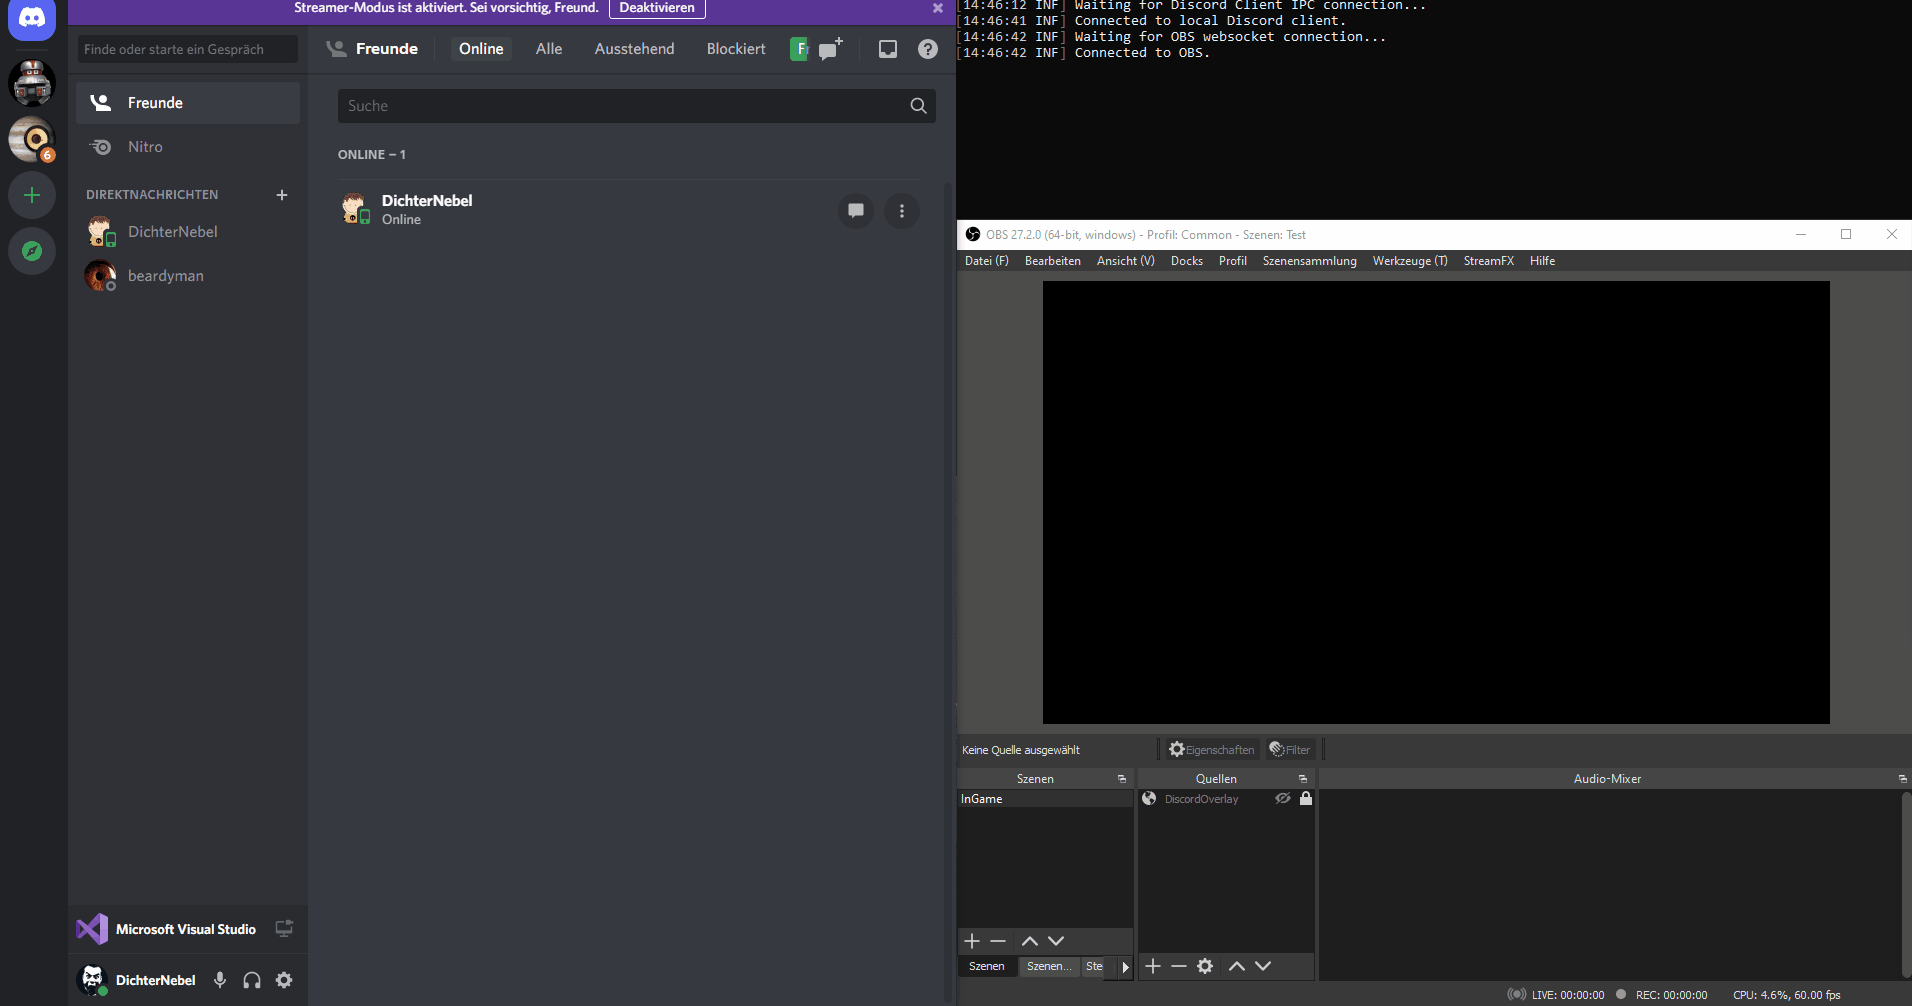 Streamer-Modus ist aktiviert. Sei vorsichtig, Freund. Deaktivieren
Finde oder starte ein Gespräch
Freunde
Online
Alle
Ausstehend
Blockiert
Freunde
Nitro
DIREKTNACHRICHTEN
DichterNebel
beardyman
6
Suche
ONLINE – 1
DichterNebel
Online
Microsoft Visual Studio
DichterNebel
[14:46:12 INF] Waiting for Discord Client IPC connection...
[14:46:41 INF] Connected to local Discord client.
[14:46:42 INF] Waiting for OBS websocket connection...
[14:46:42 INF] Connected to OBS.
OBS 27.2.0 (64-bit, windows) - Profil: Common - Szenen: Test
Datei (F) Bearbeiten Ansicht (V) Docks Profil Szenensammlung Werkzeuge (T) StreamFX Hilfe
Keine Quelle ausgewählt
Eigenschaften
Filter
Szenen
Quellen
Audio-Mixer
InGame
DiscordOverlay
Szenen
Szenen...
Ste
LIVE: 00:00:00
REC: 00:00:00
CPU: 4.6%, 60.00 fps